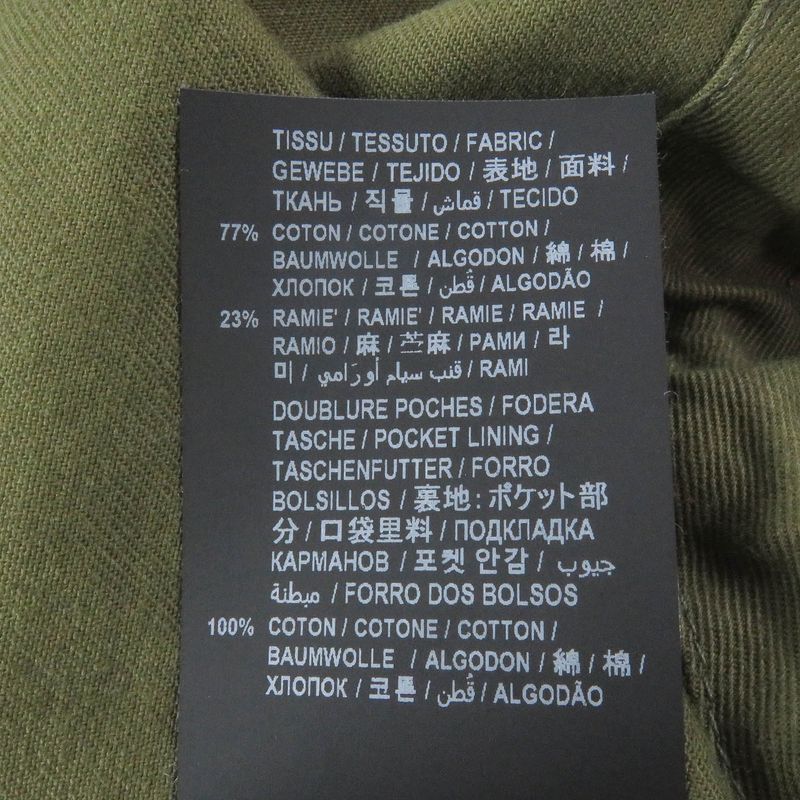 TISSU / TESSUTO / FABRIC /
GEWEBE / TEJIDO / 表地 / 面料 /
ТКАНЬ / 직물 / قماش / TECIDO
77% COTON / COTONE / COTTON /
BAUMWOLLE / ALGODON / 綿 / 棉 /
ХЛОПОК / 코튼 / قُطن / ALGODÃO
23% RAMIE' / RAMIE' / RAMIE / RAMIE /
RAMIO / 麻 / 苎麻 / РАМИ / 라
미 / قنب سيام أو رَامي / RAMI
DOUBLURE POCHES / FODERA
TASCHE / POCKET LINING /
TASCHENFUTTER / FORRO
BOLSILLOS / 裏地: ポケット部
分 / 口袋里料 / ПОДКЛАДКА
КАРМАНОВ / 포켓 안감 / جيوب
مبطنة / FORRO DOS BOLSOS
100% COTON / COTONE / COTTON /
BAUMWOLLE / ALGODON / 綿 / 棉 /
ХЛОПОК / 코튼 / قُطن / ALGODÃO